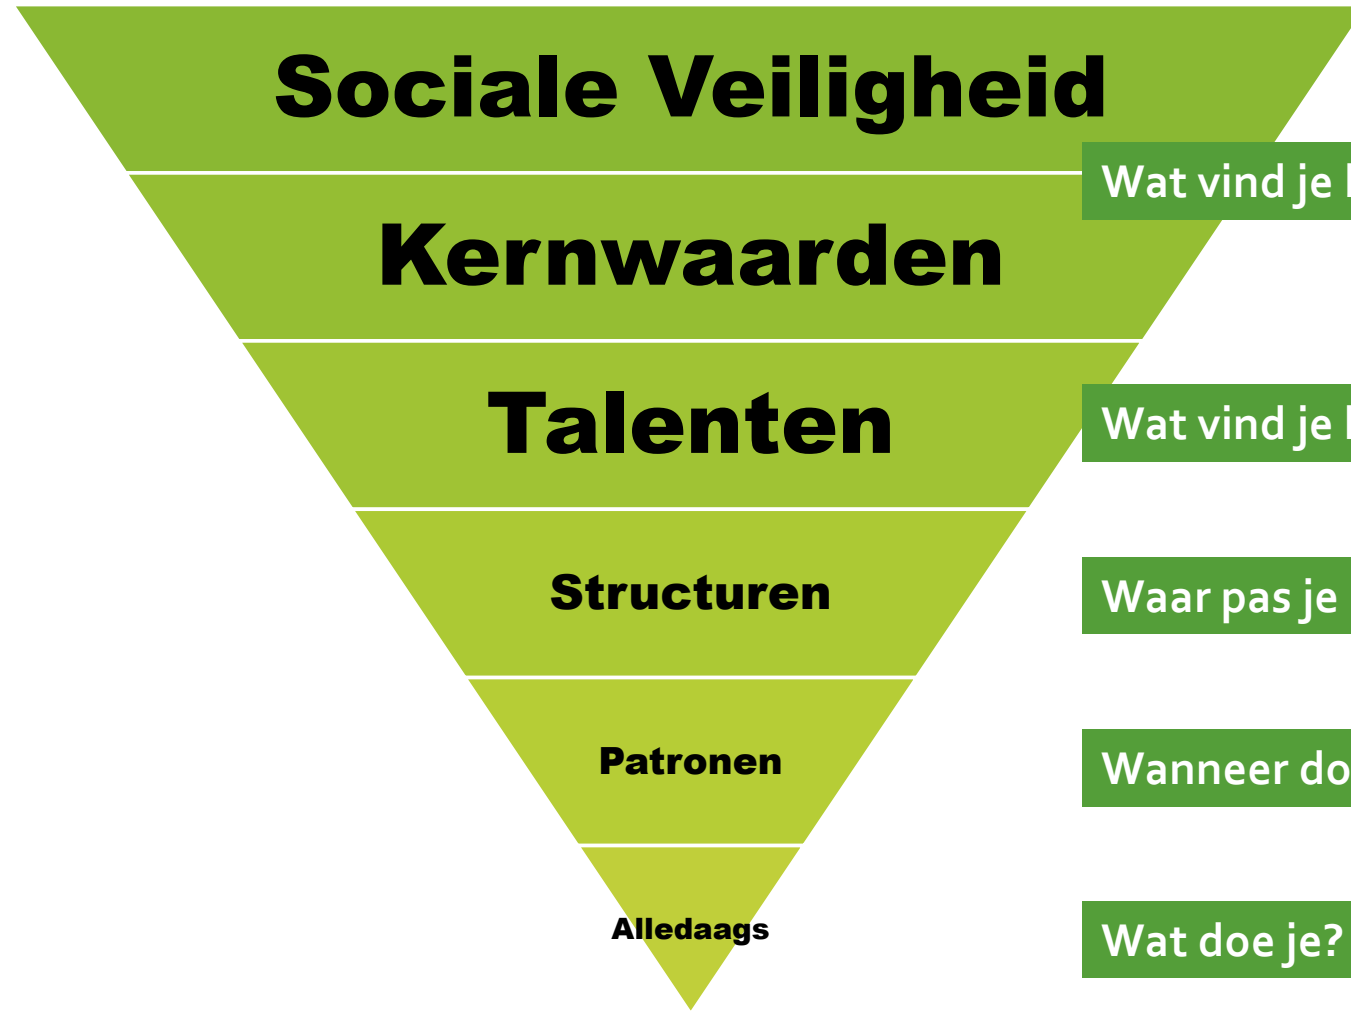 Sociale Veiligheid
Wat vind je
Kernwaarden
Talenten
Wat vind je
Structuren
Waar pas je
Patronen
Wanneer
Alledaags
Wat doe je?